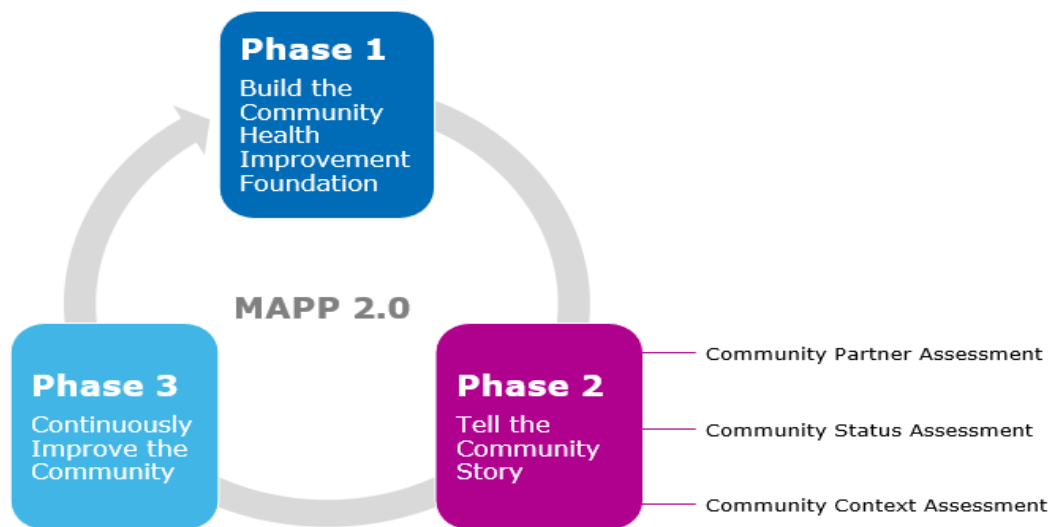 Phase 1
Build the
Community
Health
Improvement
Foundation
MAPP 2.0
Phase 3
Continuously
Improve the
Community
Phase 2
Tell the
Community
Story
Community Partner Assessment
Community Status Assessment
Community Context Assessment